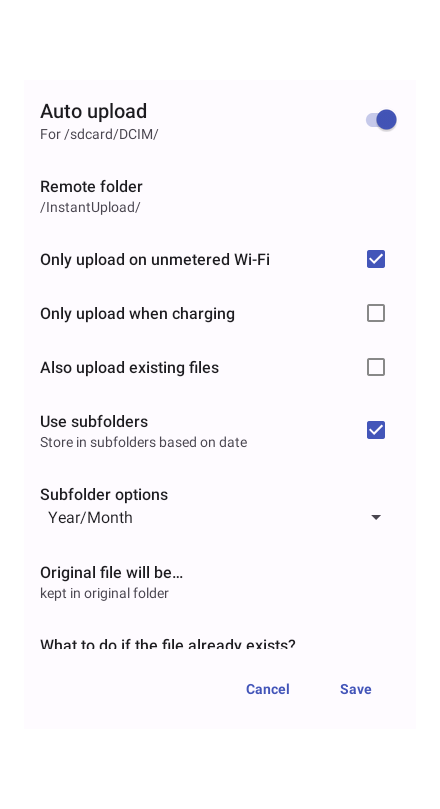 Auto upload
For /sdcard/DCIM/
Remote folder
/InstantUpload/
Only upload on unmetered Wi-Fi
Only upload when charging
Also upload existing files
Use subfolders
Store in subfolders based on date
Subfolder options
Year/Month
Original file will be...
kept in original folder
What to do if the file already exists?
Cancel Save